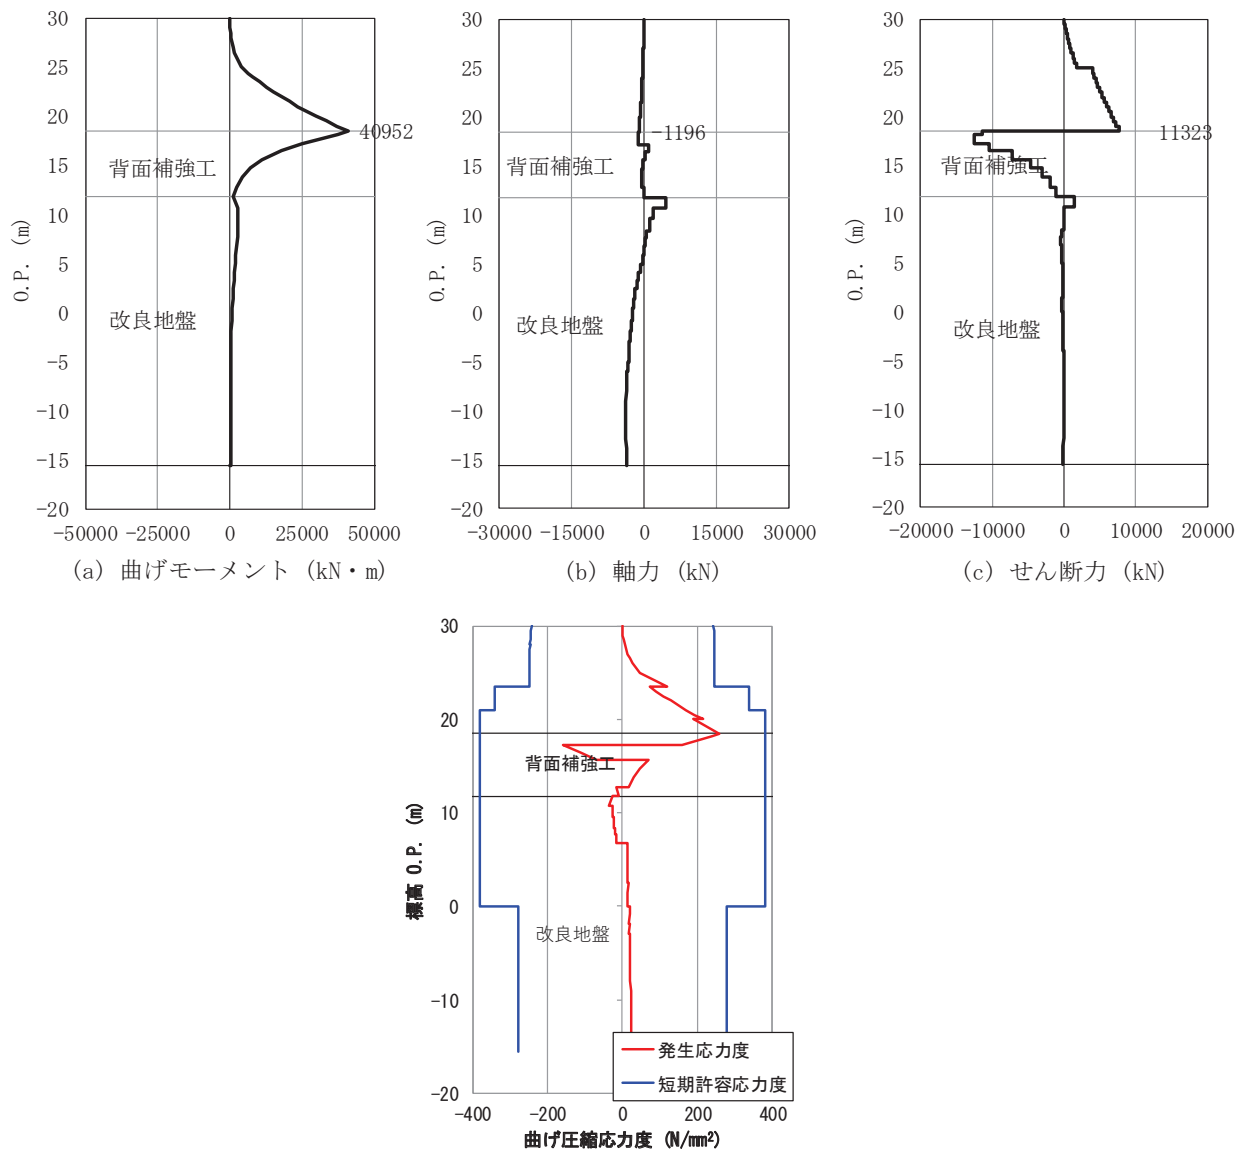 30
25
20
15
10
5
0
-5
-10
-15
-20
O.P. (m)
40952
背面補強工
改良地盤
-50000 -25000 0 25000 50000
(a) 曲げモーメント (kN・m)
30
25
20
15
10
5
0
-5
-10
-15
-20
O.P. (m)
-1196
背面補強工
改良地盤
-30000 -15000 0 15000 30000
(b) 軸力 (kN)
30
25
20
15
10
5
0
-5
-10
-15
-20
O.P. (m)
11323
背面補強工
改良地盤
-20000 -10000 0 10000 20000
(c) せん断力 (kN)
30
20
10
0
-10
-20
標高 O.P. (m)
背面補強工
改良地盤
発生応力度
短期許容応力度
-400 -200 0 200 400
曲げ圧縮応力度 (N/mm²)